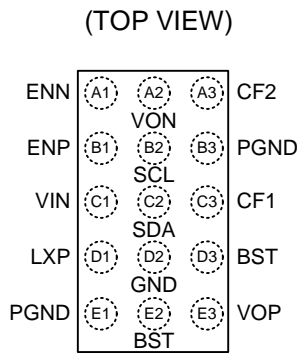 (TOP VIEW)
ENN A1 A2 A3 CF2
VON
ENP B1 B2 B3 PGND
SCL
VIN C1 C2 C3 CF1
SDA
LXP D1 D2 D3 BST
GND
PGND E1 E2 E3 VOP
BST